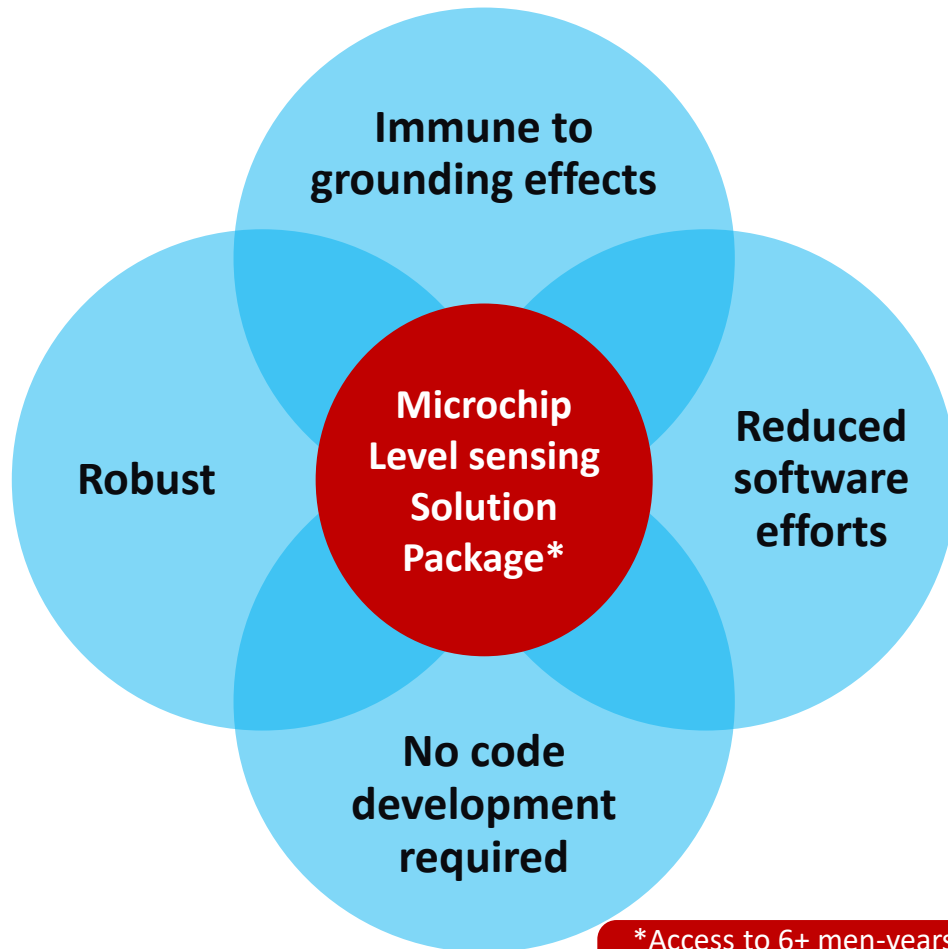 Immune to
grounding effects
Robust
Microchip
Level sensing
Solution
Package*
Reduced
software
efforts
No code
development
required
*Access to 6+ men-years